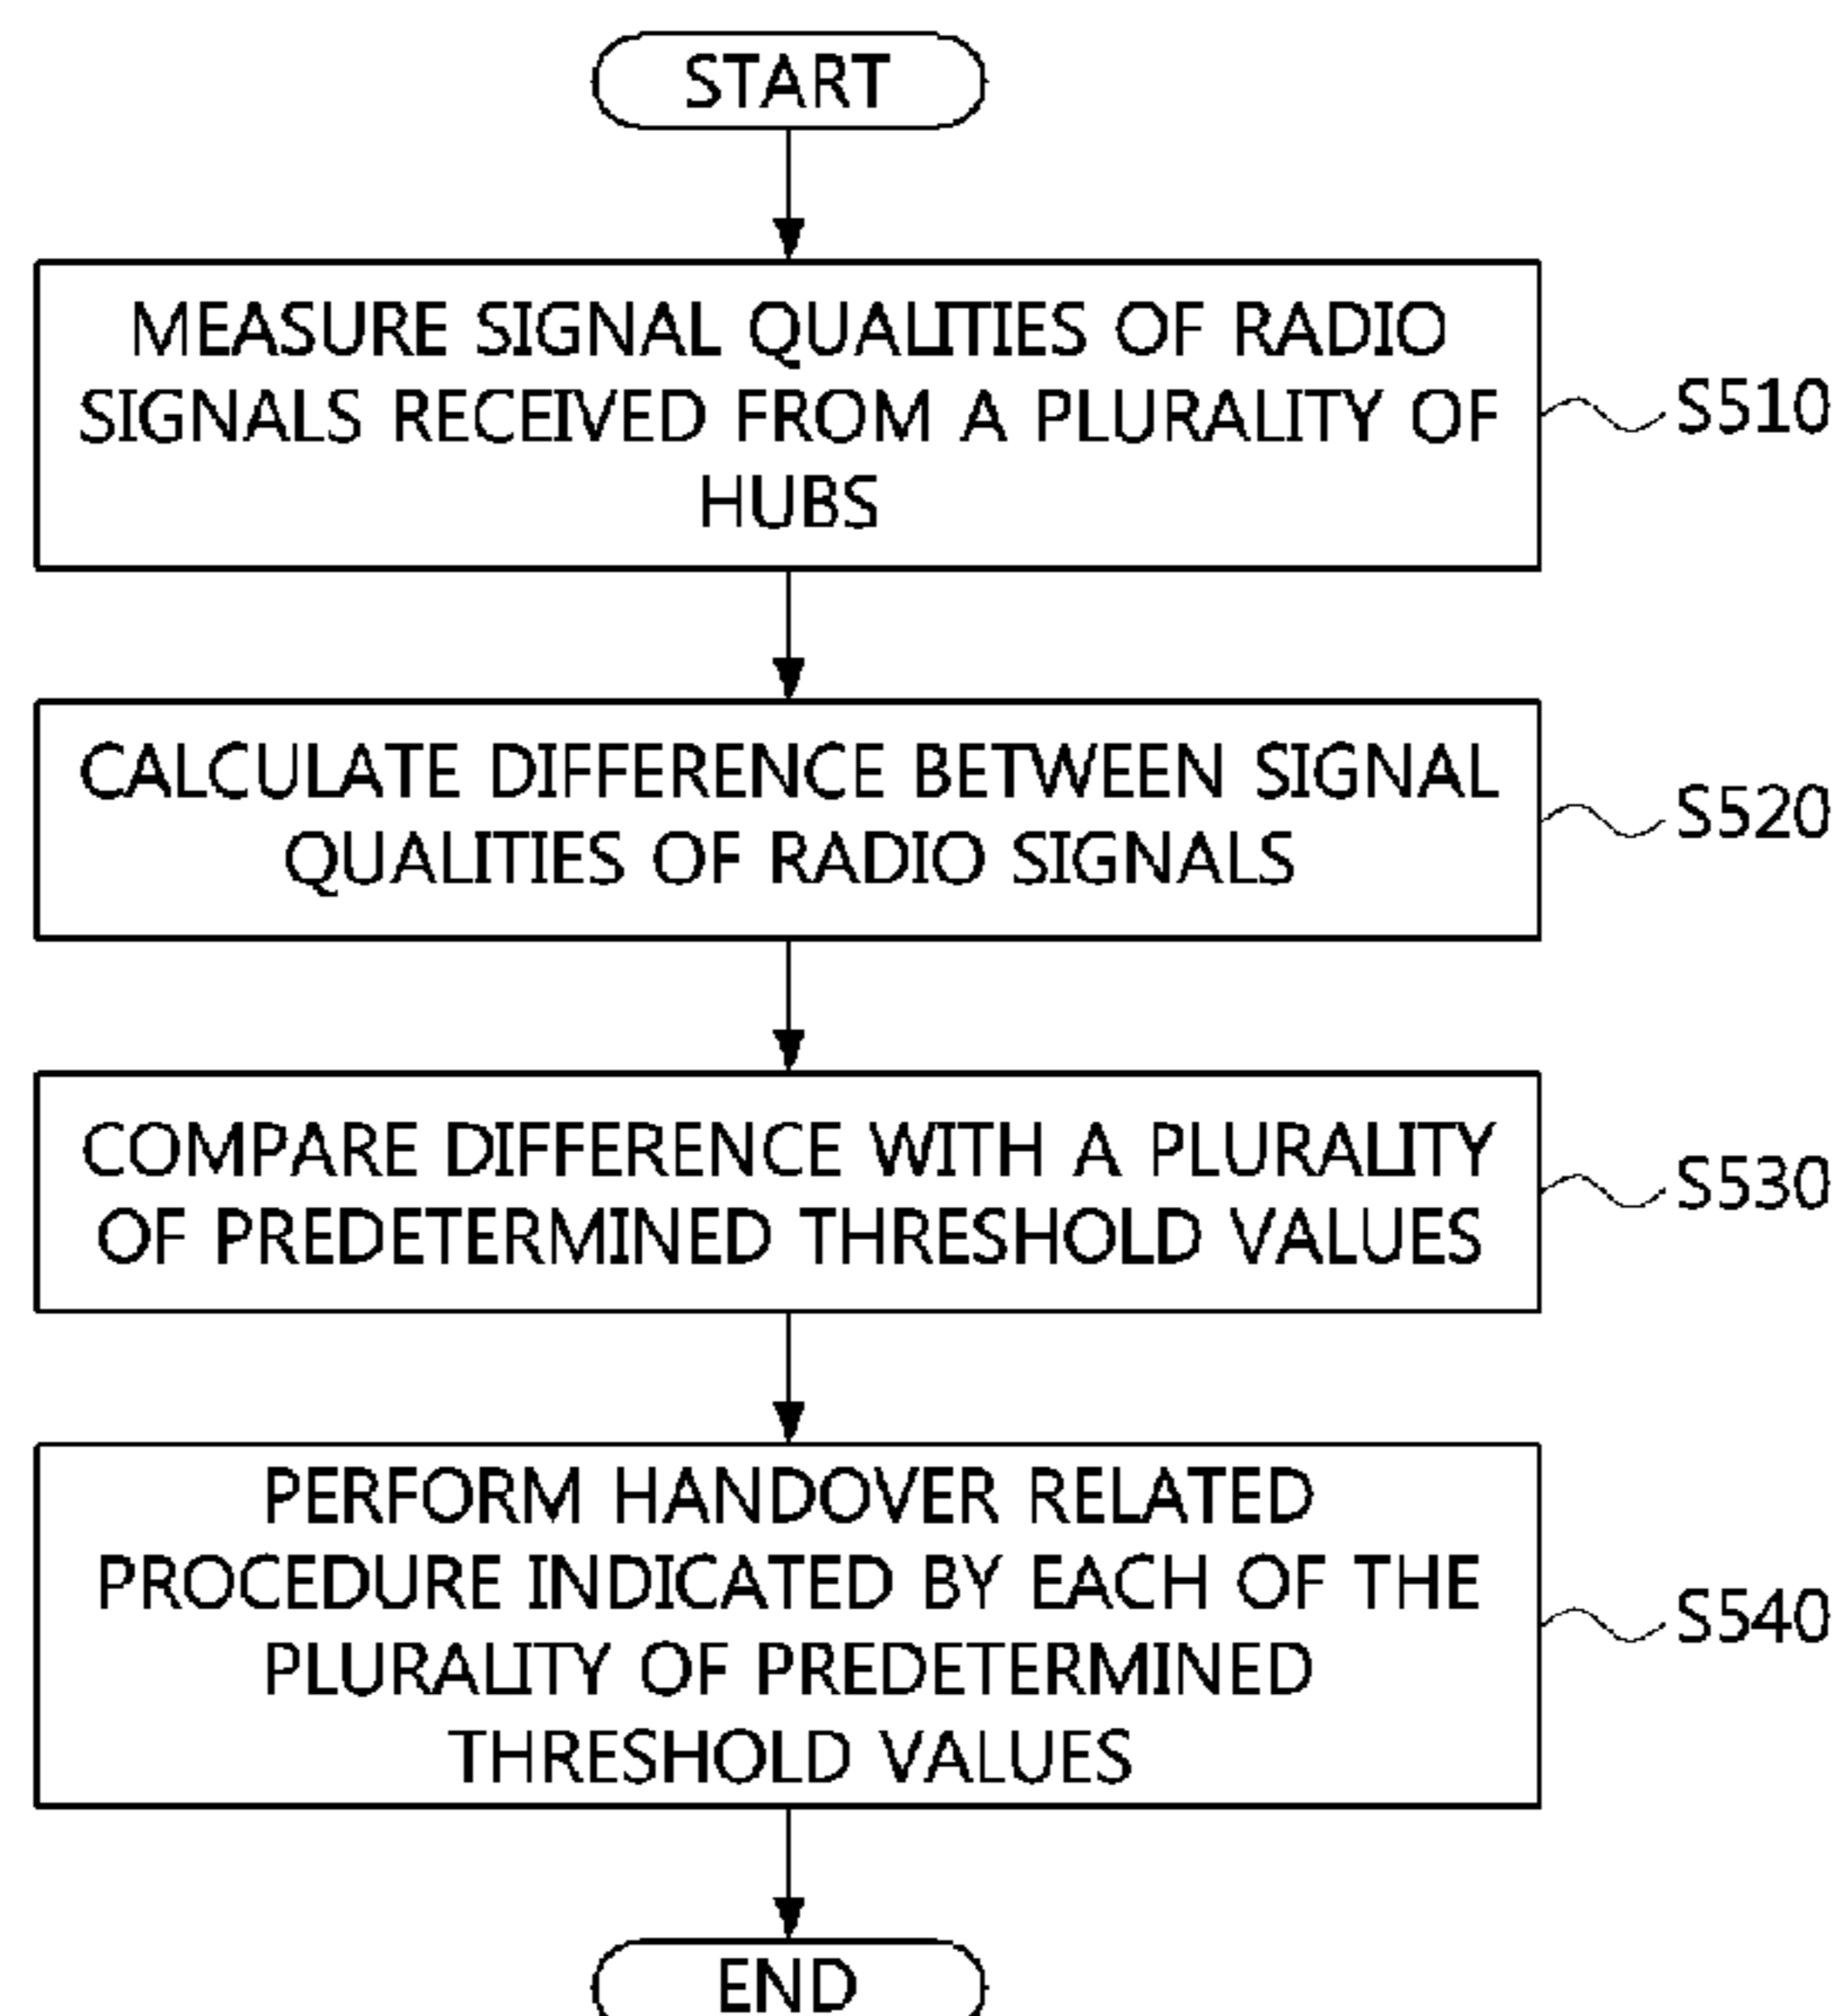 START
MEASURE SIGNAL QUALITIES OF RADIO
SIGNALS RECEIVED FROM A PLURALITY OF
HUBS
S510
CALCULATE DIFFERENCE BETWEEN SIGNAL
QUALITIES OF RADIO SIGNALS
S520
COMPARE DIFFERENCE WITH A PLURALITY
OF PREDETERMINED THRESHOLD VALUES
S530
PERFORM HANDOVER RELATED
PROCEDURE INDICATED BY EACH OF THE
PLURALITY OF PREDETERMINED
THRESHOLD VALUES
S540
END